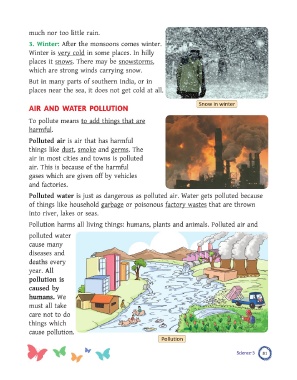 much nor too little rain.
3. Winter: After the monsoons comes winter.
Winter is very cold in some places. In hilly
places it snows. There may be snowstorms,
which are strong winds carrying snow.
But in many parts of southern India, or in
places near the sea, it does not get cold at all.
Snow in winter
AIR AND WATER POLLUTION
To pollute means to add things that are
harmful.
Polluted air is air that has harmful
things like dust, smoke and germs. The
air in most cities and towns is polluted
air. This is because of the harmful
gases which are given off by vehicles
and factories.
Polluted water is just as dangerous as polluted air. Water gets polluted because
of things like household garbage or poisonous factory wastes that are thrown
into river, lakes or seas.
Pollution harms all living things: humans, plants and animals. Polluted air and
polluted water
cause many
diseases and
deaths every
year. All
pollution is
caused by
humans. We
must all take
care not to do
things which
cause pollution.
Pollution
Science 5